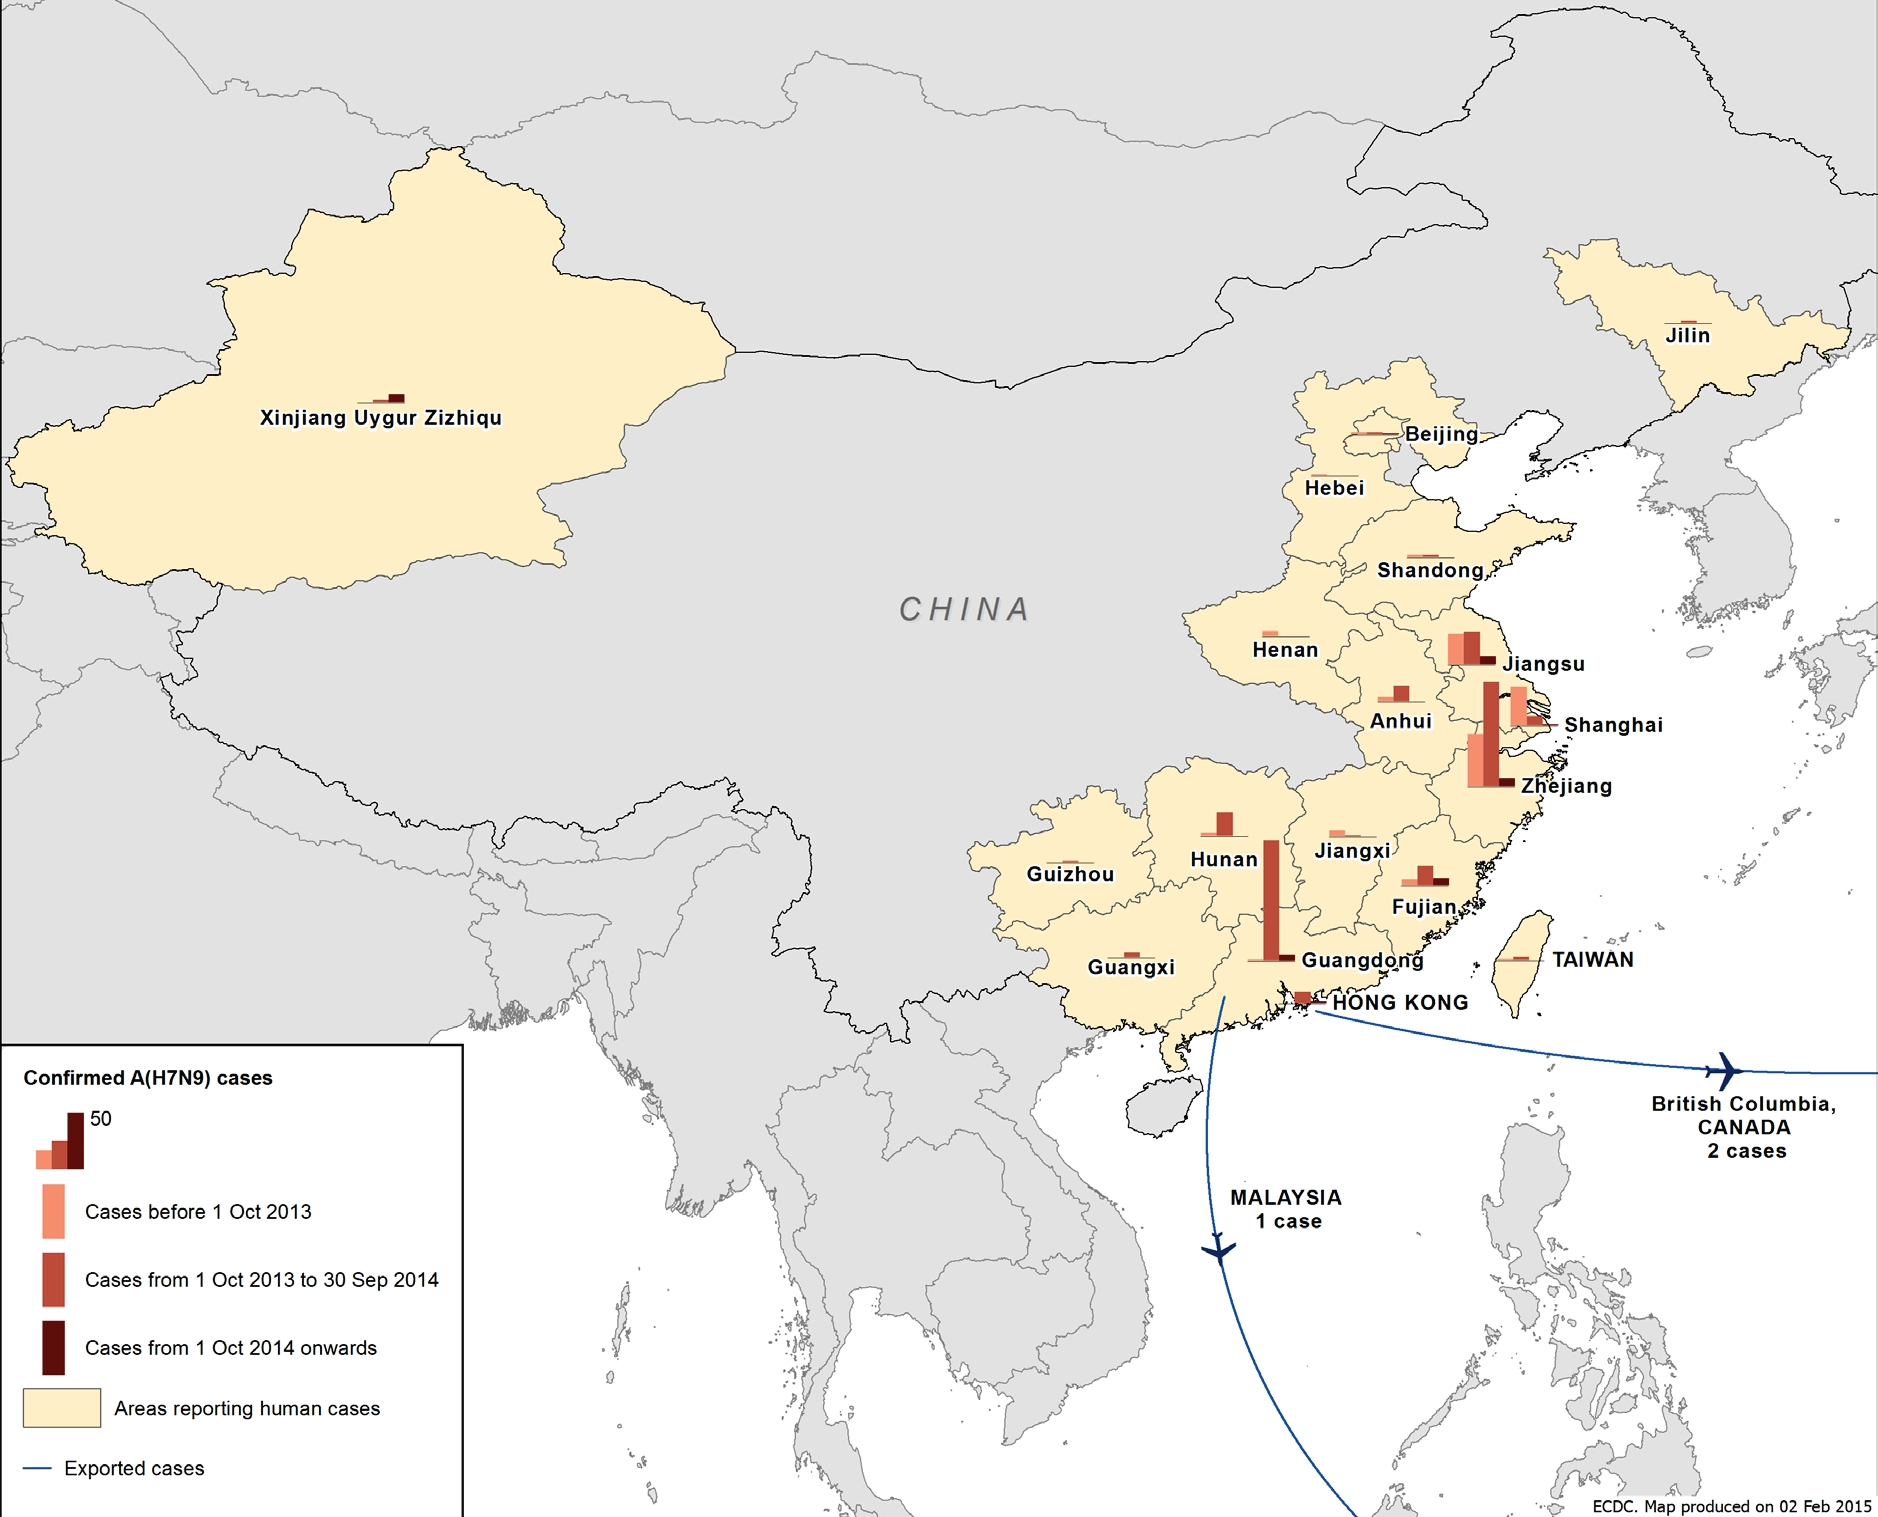 Jilin
Xinjiang Uygur Zizhiqu
Beijing
Hebei
Shandong
CHINA
Henan
Jiangsu
Anhui
Shanghai
Zhejiang
Hunan
Jiangxi
Guizhou
Fujian
Guangxi
Guangdong
TAIWAN
HONG KONG
British Columbia,
CANADA
2 cases
MALAYSIA
1 case
Confirmed A(H7N9) cases
50
Cases before 1 Oct 2013
Cases from 1 Oct 2013 to 30 Sep 2014
Cases from 1 Oct 2014 onwards
Areas reporting human cases
Exported cases
ECDC. Map produced on 02 Feb 2015